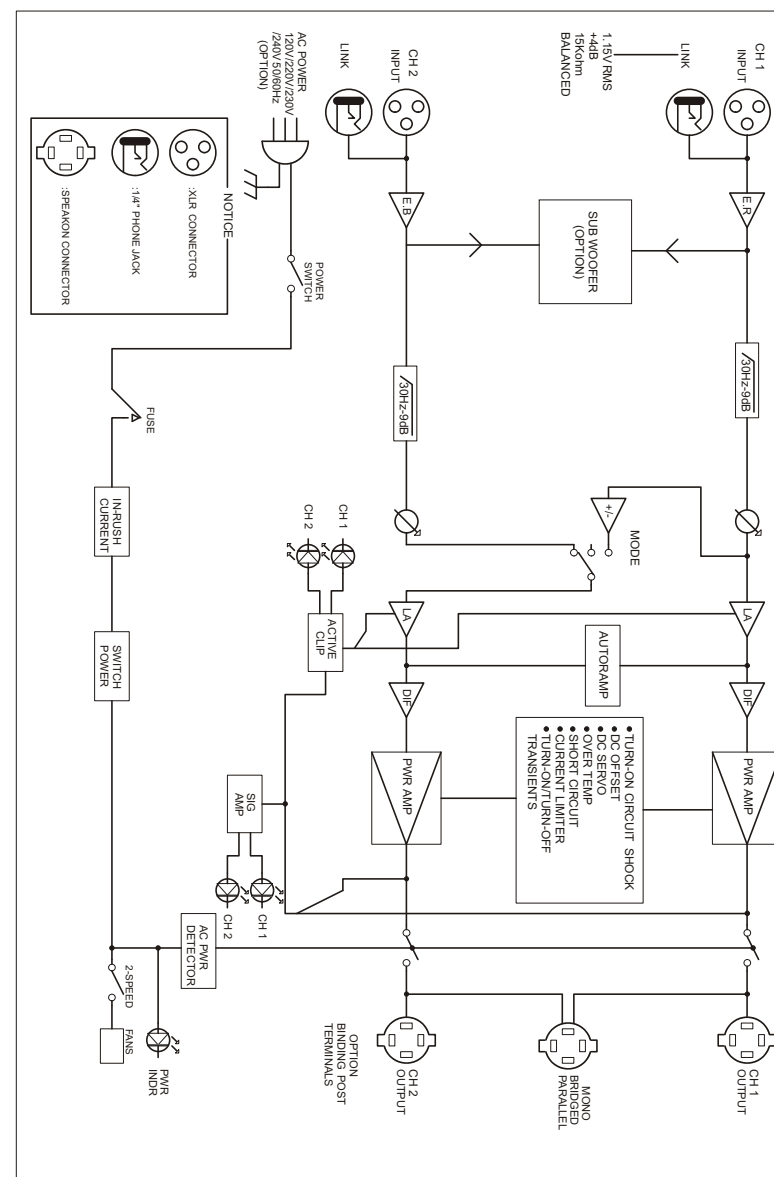 CH 1
INPUT
LINK
1.15V RMS
+4dB
15Kohm
BALANCED
E.R
/30Hz-9dB
LA
DIF
PWR AMP
CH 1
OUTPUT
SUB WOOFER
(OPTION)
MODE
+/-
AUTORAMP
• TURN-ON CIRCUIT SHOCK
• DC OFFSET
• DC SERVO
• OVER TEMP
• SHORT CIRCUIT
• CURRENT LIMITER
• TURN-ON/TURN-OFF
TRANSIENTS
MONO
BRIDGED
PARALLEL
CH 2
INPUT
LINK
E.B
/30Hz-9dB
LA
DIF
PWR AMP
CH 2
OUTPUT
OPTION
BINDING POST
TERMINALS
CH 1
CH 2
ACTIVE
CLIP
SIG
AMP
CH 1
CH 2
AC POWER
120V/220V/230V
/240V 50/60Hz
(OPTION)
POWER
SWITCH
FUSE
IN-RUSH
CURRENT
SWITCH
POWER
AC PWR
DETECTOR
2-SPEED
FANS
PWR
INDR
NOTICE
:XLR CONNECTOR
:1/4" PHONE JACK
:SPEAKON CONNECTOR